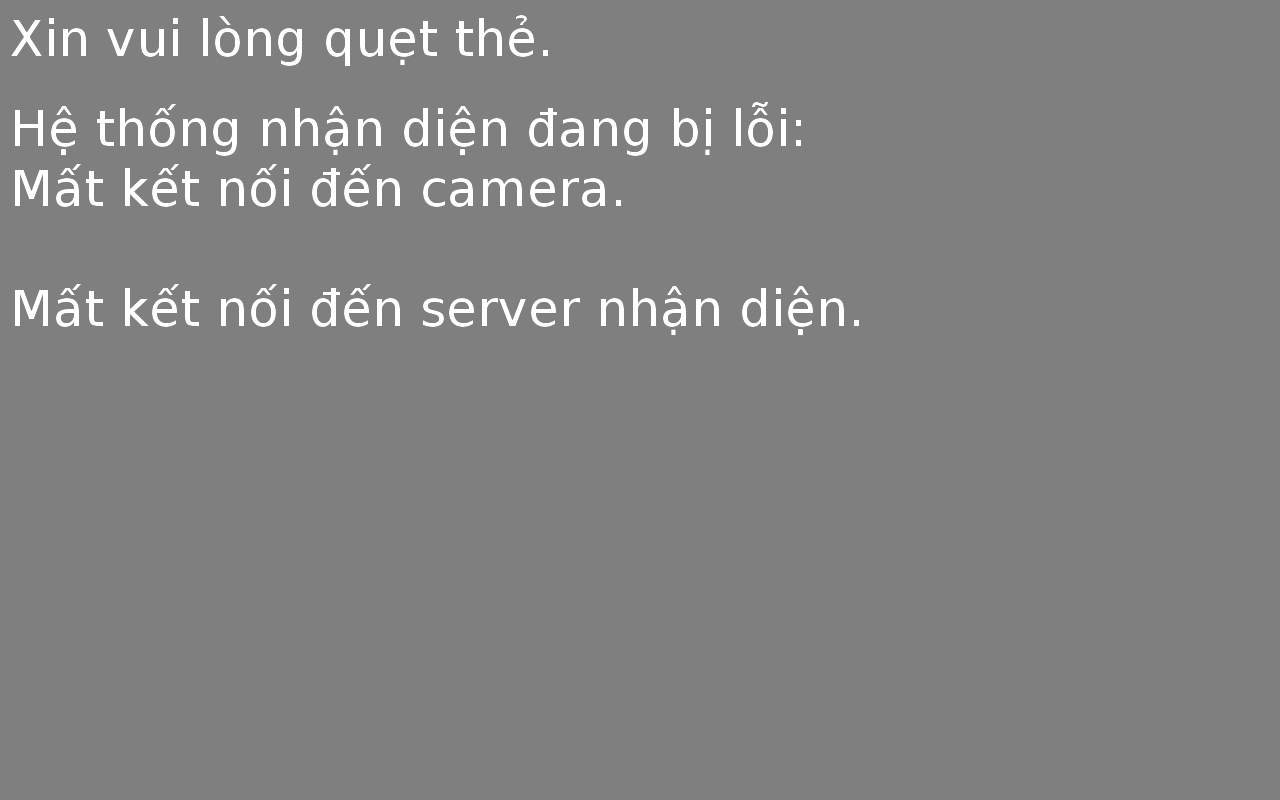 Xin vui lòng quẹt thẻ.
Hệ thống nhận diện đang bị lỗi:
Mất kết nối đến camera.
Mất kết nối đến server nhận diện.